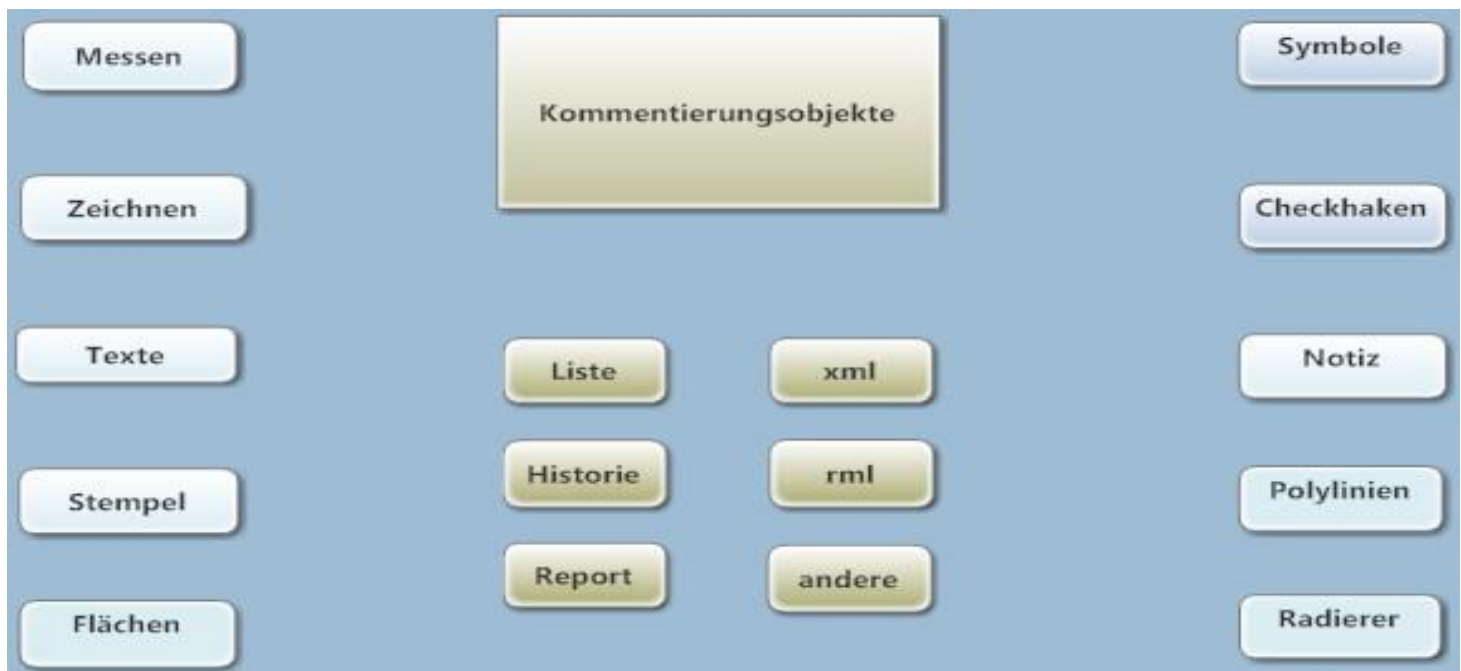 Messen
Zeichnen
Texte
Stempel
Flächen
Kommentierungsobjekte
Liste
xml
Historie
rml
Report
andere
Symbole
Checkhaken
Notiz
Polylinien
Radierer